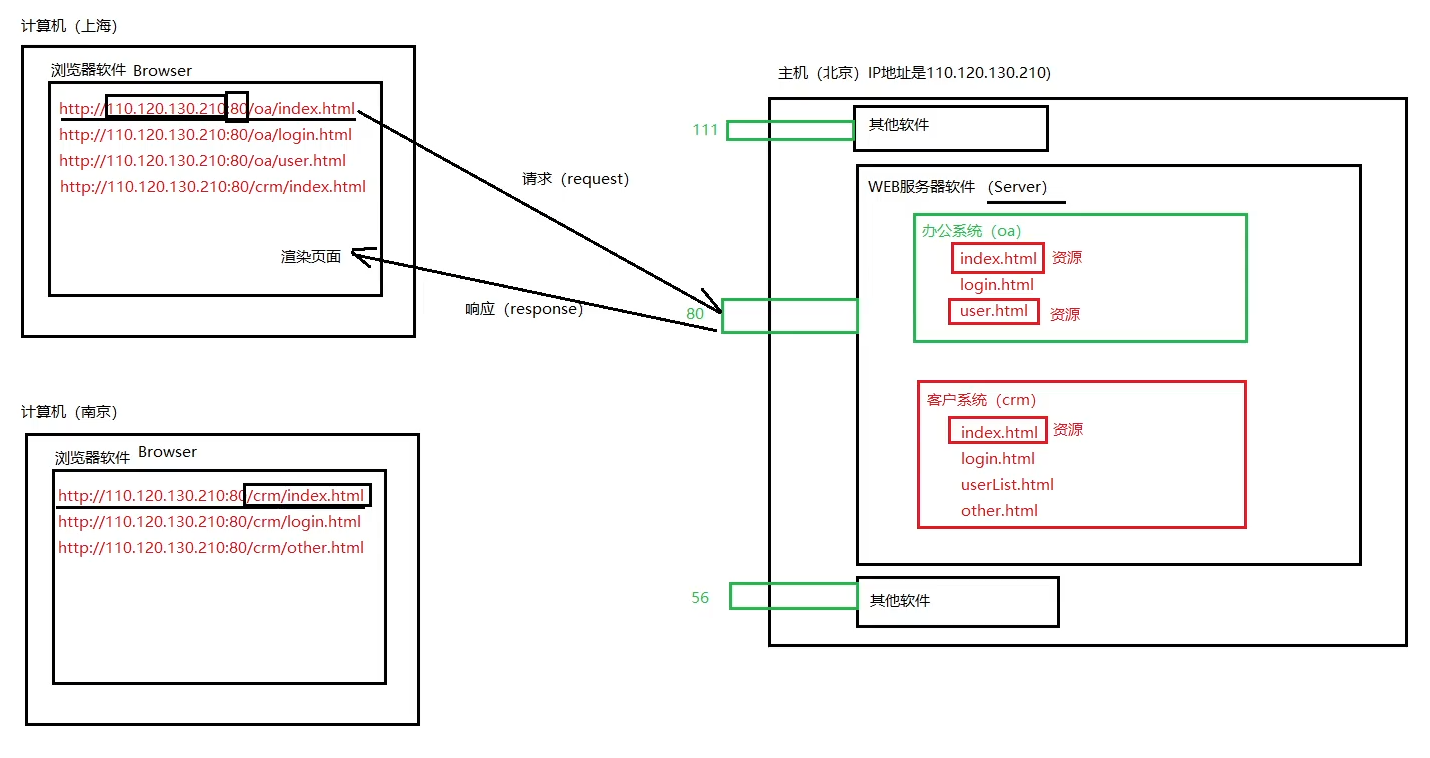 计算机（上海）
浏览器软件 Browser
http://110.120.130.210:80/oa/index.html
http://110.120.130.210:80/oa/login.html
http://110.120.130.210:80/oa/user.html
http://110.120.130.210:80/crm/index.html
渲染页面
请求（request）
响应（response）
计算机（南京）
浏览器软件 Browser
http://110.120.130.210:80/crm/index.html
http://110.120.130.210:80/crm/login.html
http://110.120.130.210:80/crm/other.html
主机（北京）IP地址是110.120.130.210)
111
其他软件
WEB服务器软件 （Server）
办公系统（oa）
index.html 资源
login.html
user.html 资源
80
客户系统（crm）
index.html 资源
login.html
userList.html
other.html
56
其他软件